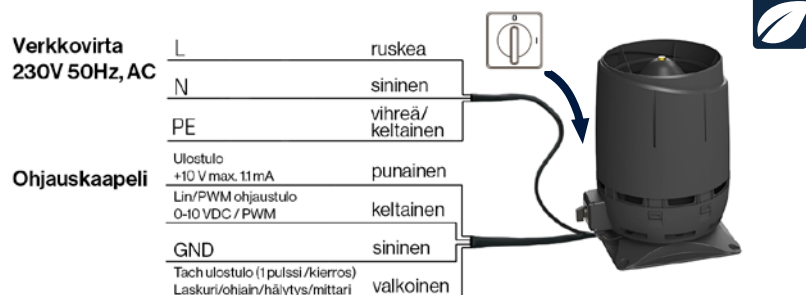 Verkkovirta
230V 50Hz, AC
L ruskea
N sininen
PE vihreä/
keltainen
Ohjauskaapeli
Ulostulo
+10 V max. 1.1 mA punainen
Lin/PWM ohjaustulo
0-10 VDC / PWM keltainen
GND sininen
Tach ulostulo (1 pulssi/kierros)
Laskuri/ohjain/hälytys/mittari valkoinen
0
I